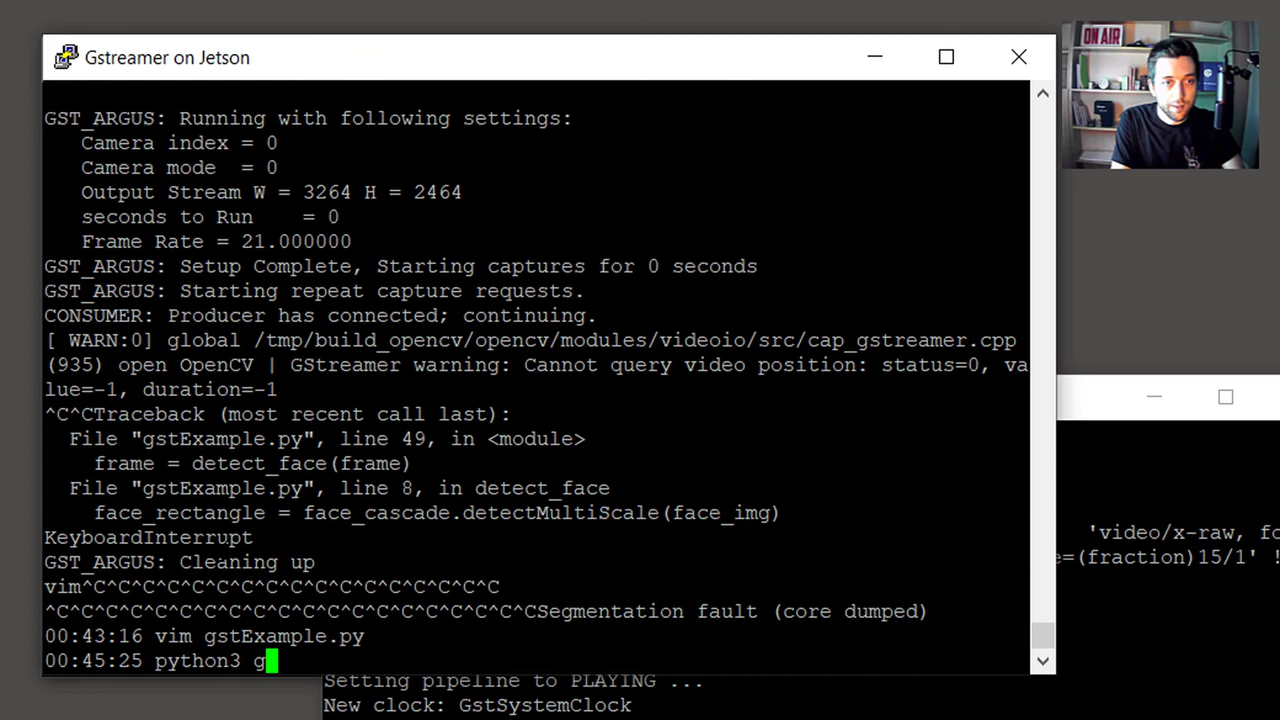 Gstreamer on Jetson
ON AIR
GST_ARGUS: Running with following settings:
Camera index = 0
Camera mode  = 0
Output Stream W = 3264 H = 2464
seconds to Run    = 0
Frame Rate = 21.000000
GST_ARGUS: Setup Complete, Starting captures for 0 seconds
GST_ARGUS: Starting repeat capture requests.
CONSUMER: Producer has connected; continuing.
[ WARN:0] global /tmp/build_opencv/opencv/modules/videoio/src/cap_gstreamer.cpp
(935) open OpenCV | GStreamer warning: Cannot query video position: status=0, va
lue=-1, duration=-1
^C^CTraceback (most recent call last):
File "gstExample.py", line 49, in <module>
frame = detect_face(frame)
File "gstExample.py", line 8, in detect_face
face_rectangle = face_cascade.detectMultiScale(face_img)
KeyboardInterrupt
GST_ARGUS: Cleaning up
vim^C^C^C^C^C^C^C^C^C^C^C^C^C^C^C^C^C
^C^C^C^C^C^C^C^C^C^C^C^C^C^C^C^C^C^C^C^CSegmentation fault (core dumped)
00:43:16 vim gstExample.py
00:45:25 python3 g
'video/x-raw, fo
e=(fraction)15/1' !
Setting pipeline to PLAYING ...
New clock: GstSystemClock